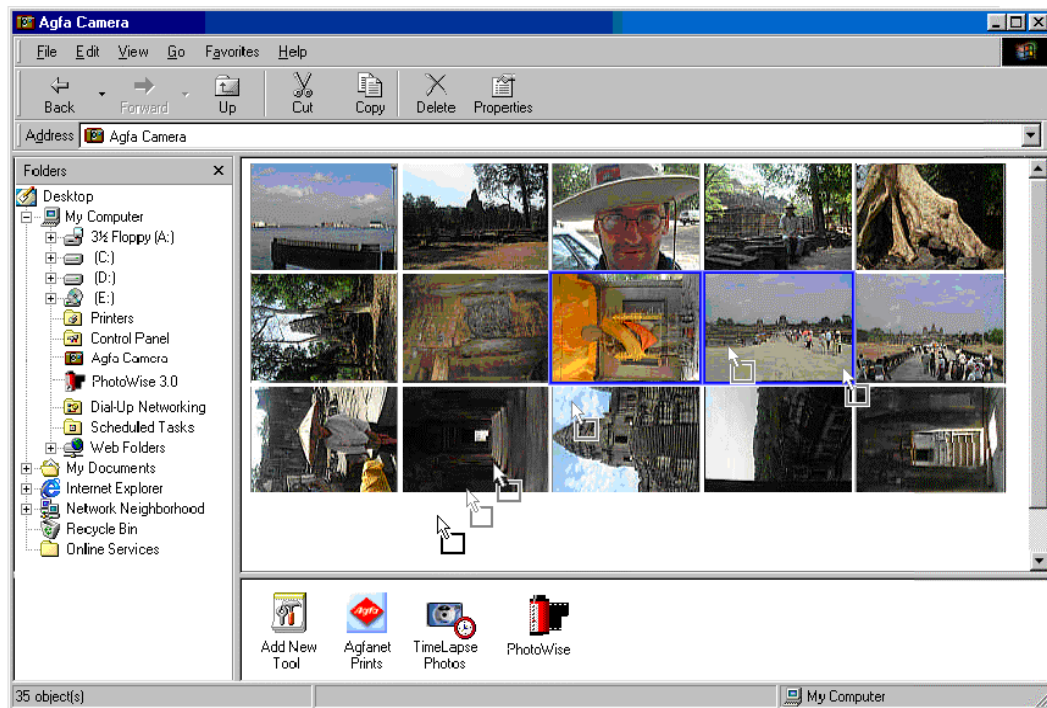 Agfa Camera
File Edit View Go Favorites Help
Back Forward Up Cut Copy Delete Properties
Address Agfa Camera
Folders
Desktop
My Computer
3½ Floppy (A:)
(C:)
(D:)
(E:)
Printers
Control Panel
Agfa Camera
PhotoWise 3.0
Dial-Up Networking
Scheduled Tasks
Web Folders
My Documents
Internet Explorer
Network Neighborhood
Recycle Bin
Online Services
Agfa
Add New
Tool
Agfanet
Prints
TimeLapse
Photos
PhotoWise
35 object(s)
My Computer